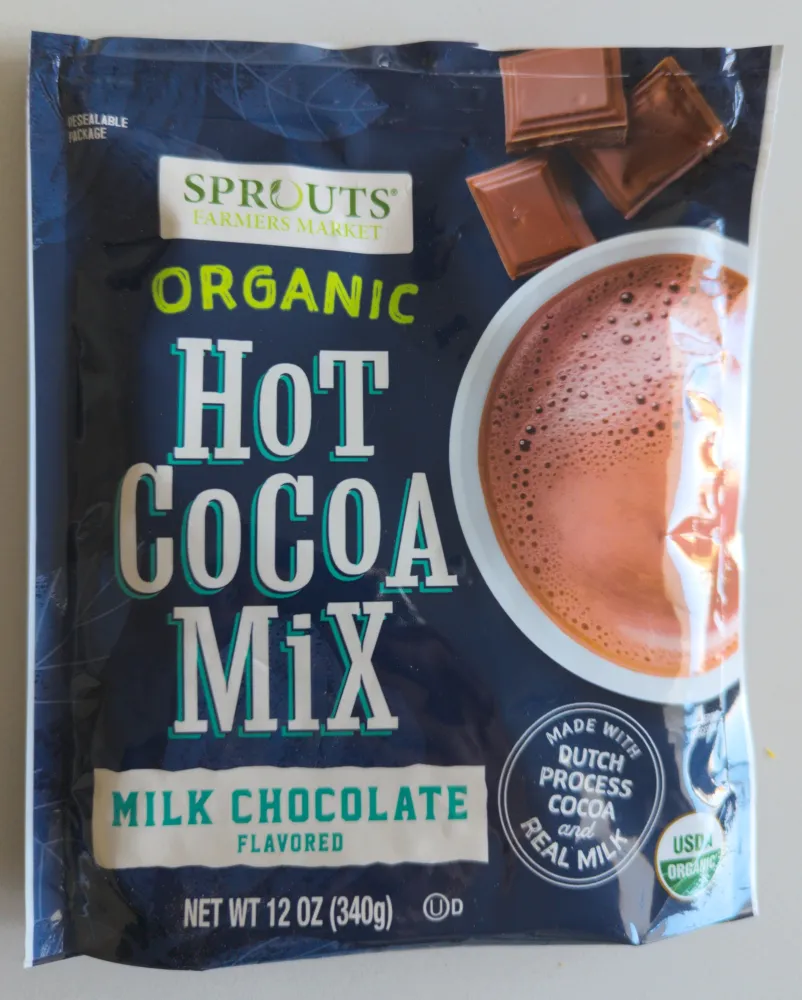 RESEALABLE
PACKAGE
SPROUTS®
FARMERS MARKET
ORGANIC
HoT
CoCoA
MiX
MILK CHOCOLATE
FLAVORED
MADE WITH
DUTCH
PROCESS
COCOA
and
REAL MILK
USDA
ORGANIC
NET WT 12 OZ (340g) ⓊD